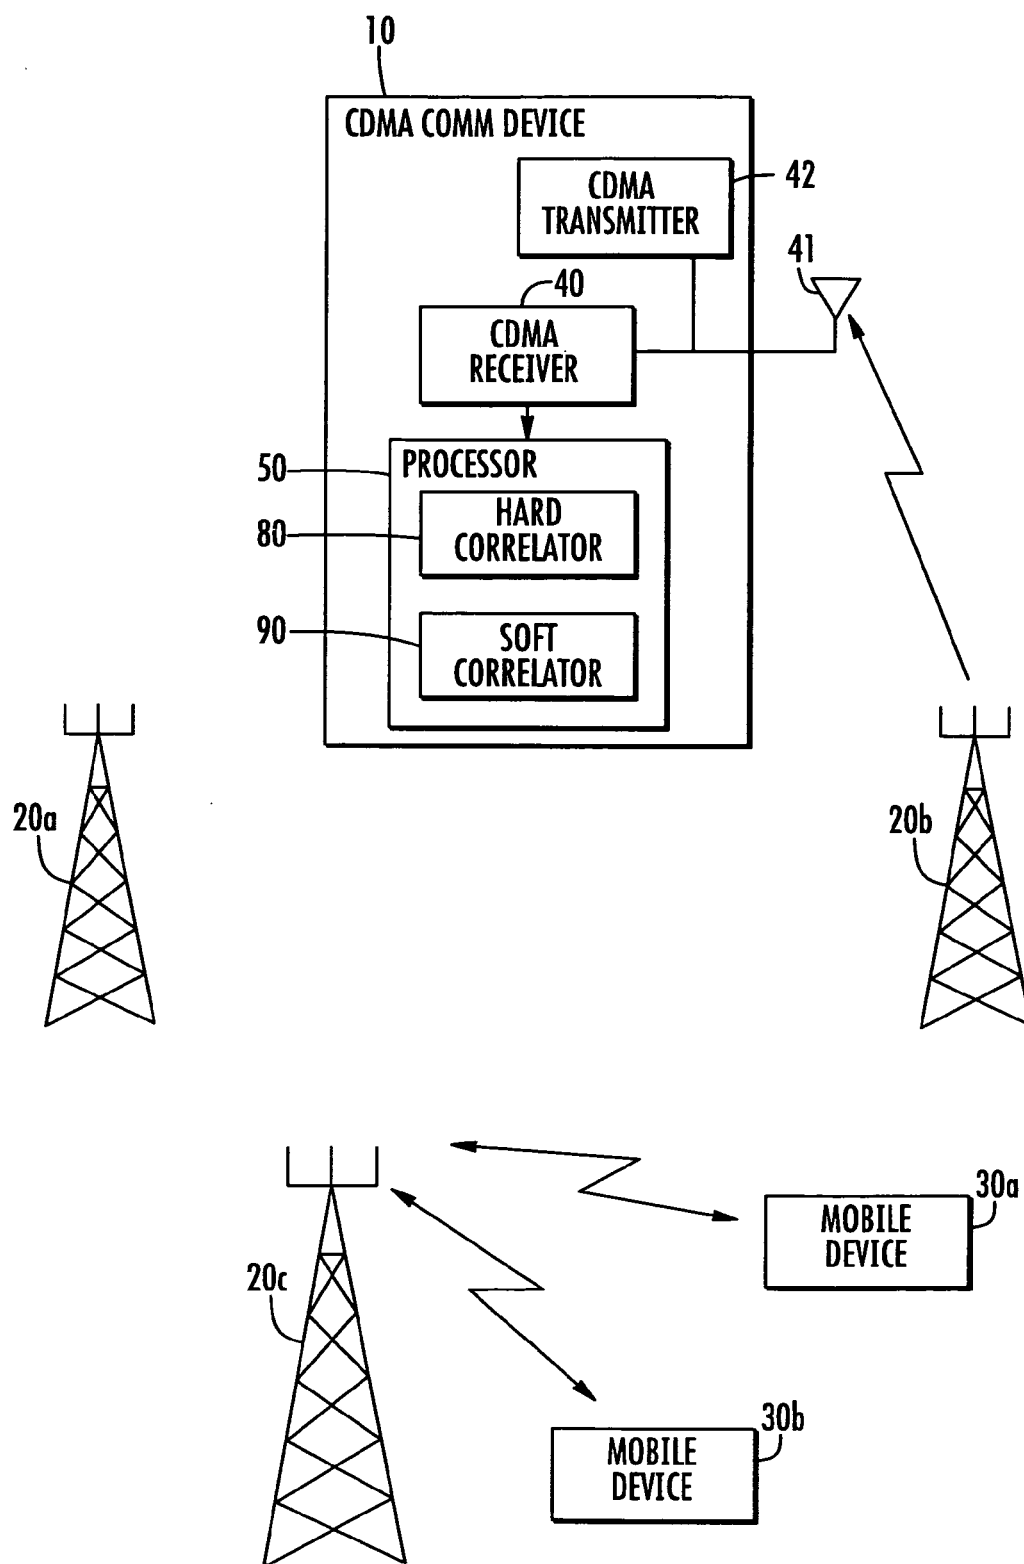 10
CDMA COMM DEVICE
CDMA
TRANSMITTER
42
41
40
CDMA
RECEIVER
50
PROCESSOR
HARD
CORRELATOR
80
90
SOFT
CORRELATOR
20a
20b
20c
MOBILE
DEVICE
30a
MOBILE
DEVICE
30b